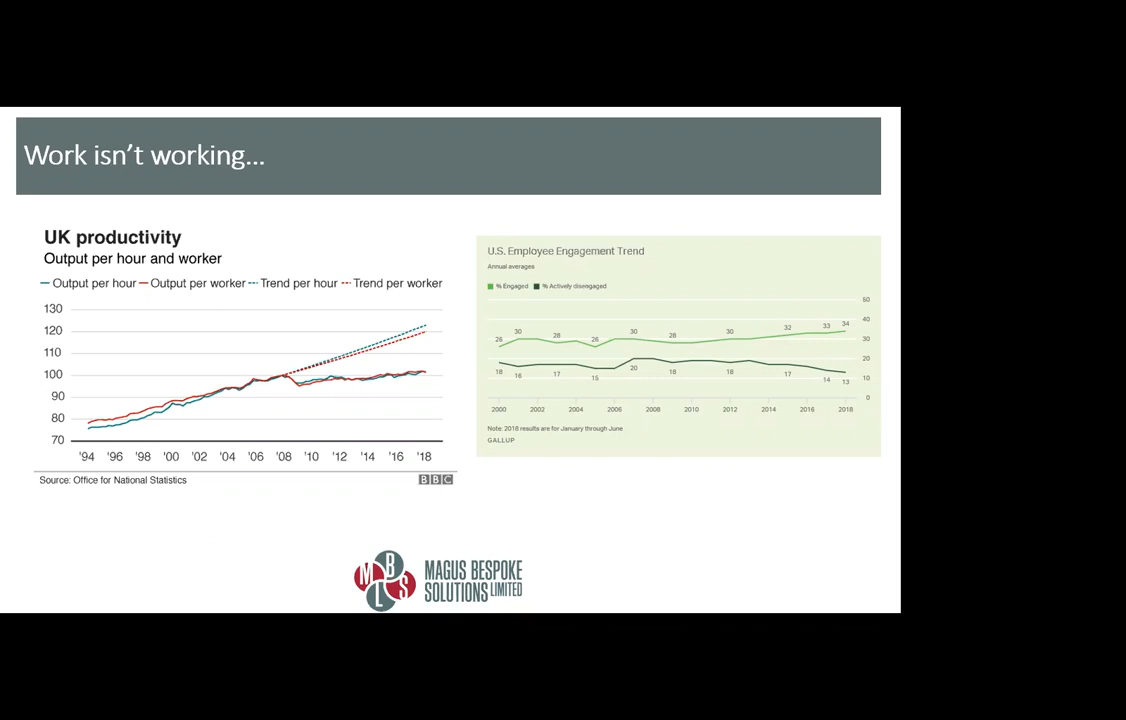 Work isn't working...
UK productivity
Output per hour and worker
Output per hour Output per worker Trend per hour Trend per worker
130
120
110
100
90
80
70
'94 '96 '98 '00 '02 '04 '06 '08 '10 '12 '14 '16 '18
Source: Office for National Statistics
BBC
U.S. Employee Engagement Trend
Annual averages
% Engaged % Actively disengaged
50
40
30
20
10
0
26 30 28 26 30 28 30 32 33 34
18 16 17 15 20 18 18 17 14 13
2000 2002 2004 2006 2008 2010 2012 2014 2016 2018
Note: 2018 results are for January through June
GALLUP
M B L S
MAGUS BESPOKE
SOLUTIONS LIMITED